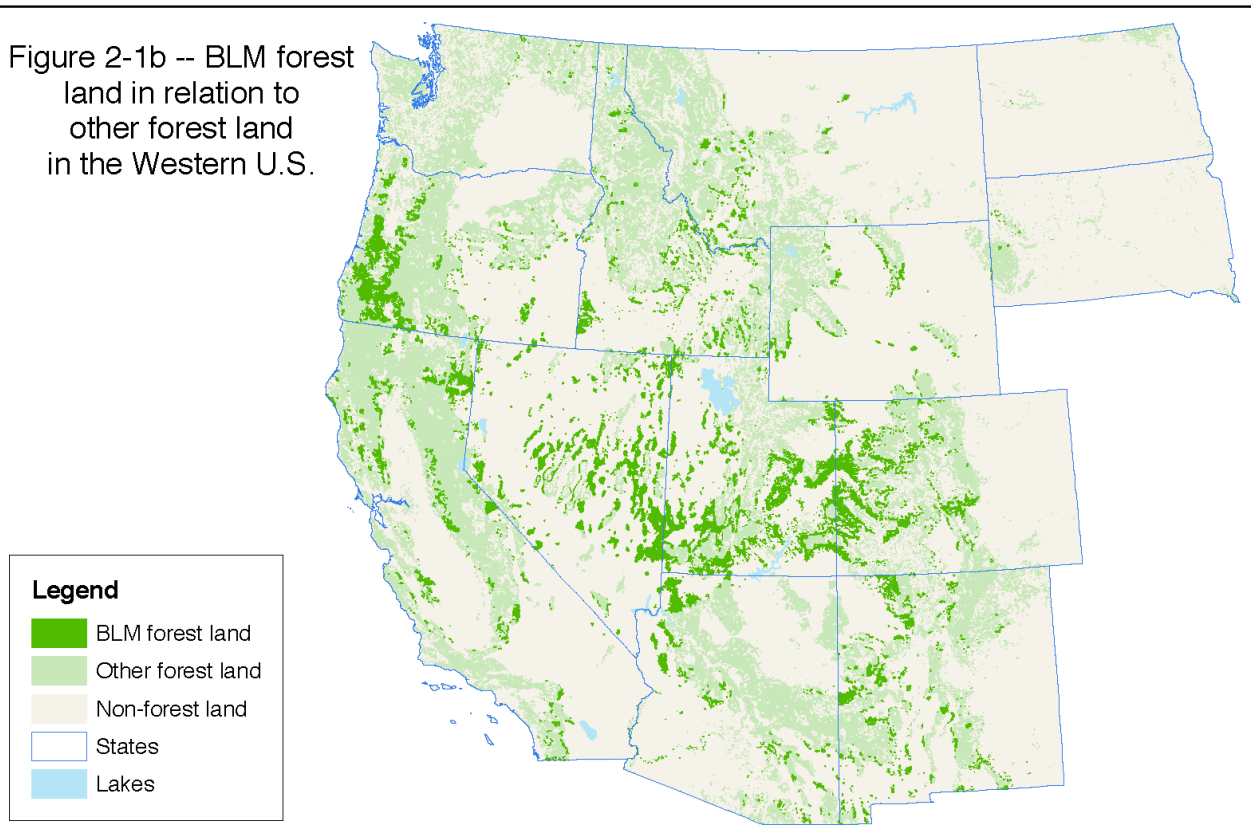 Figure 2-1b -- BLM forest
land in relation to
other forest land
in the Western U.S.
Legend
BLM forest land
Other forest land
Non-forest land
States
Lakes